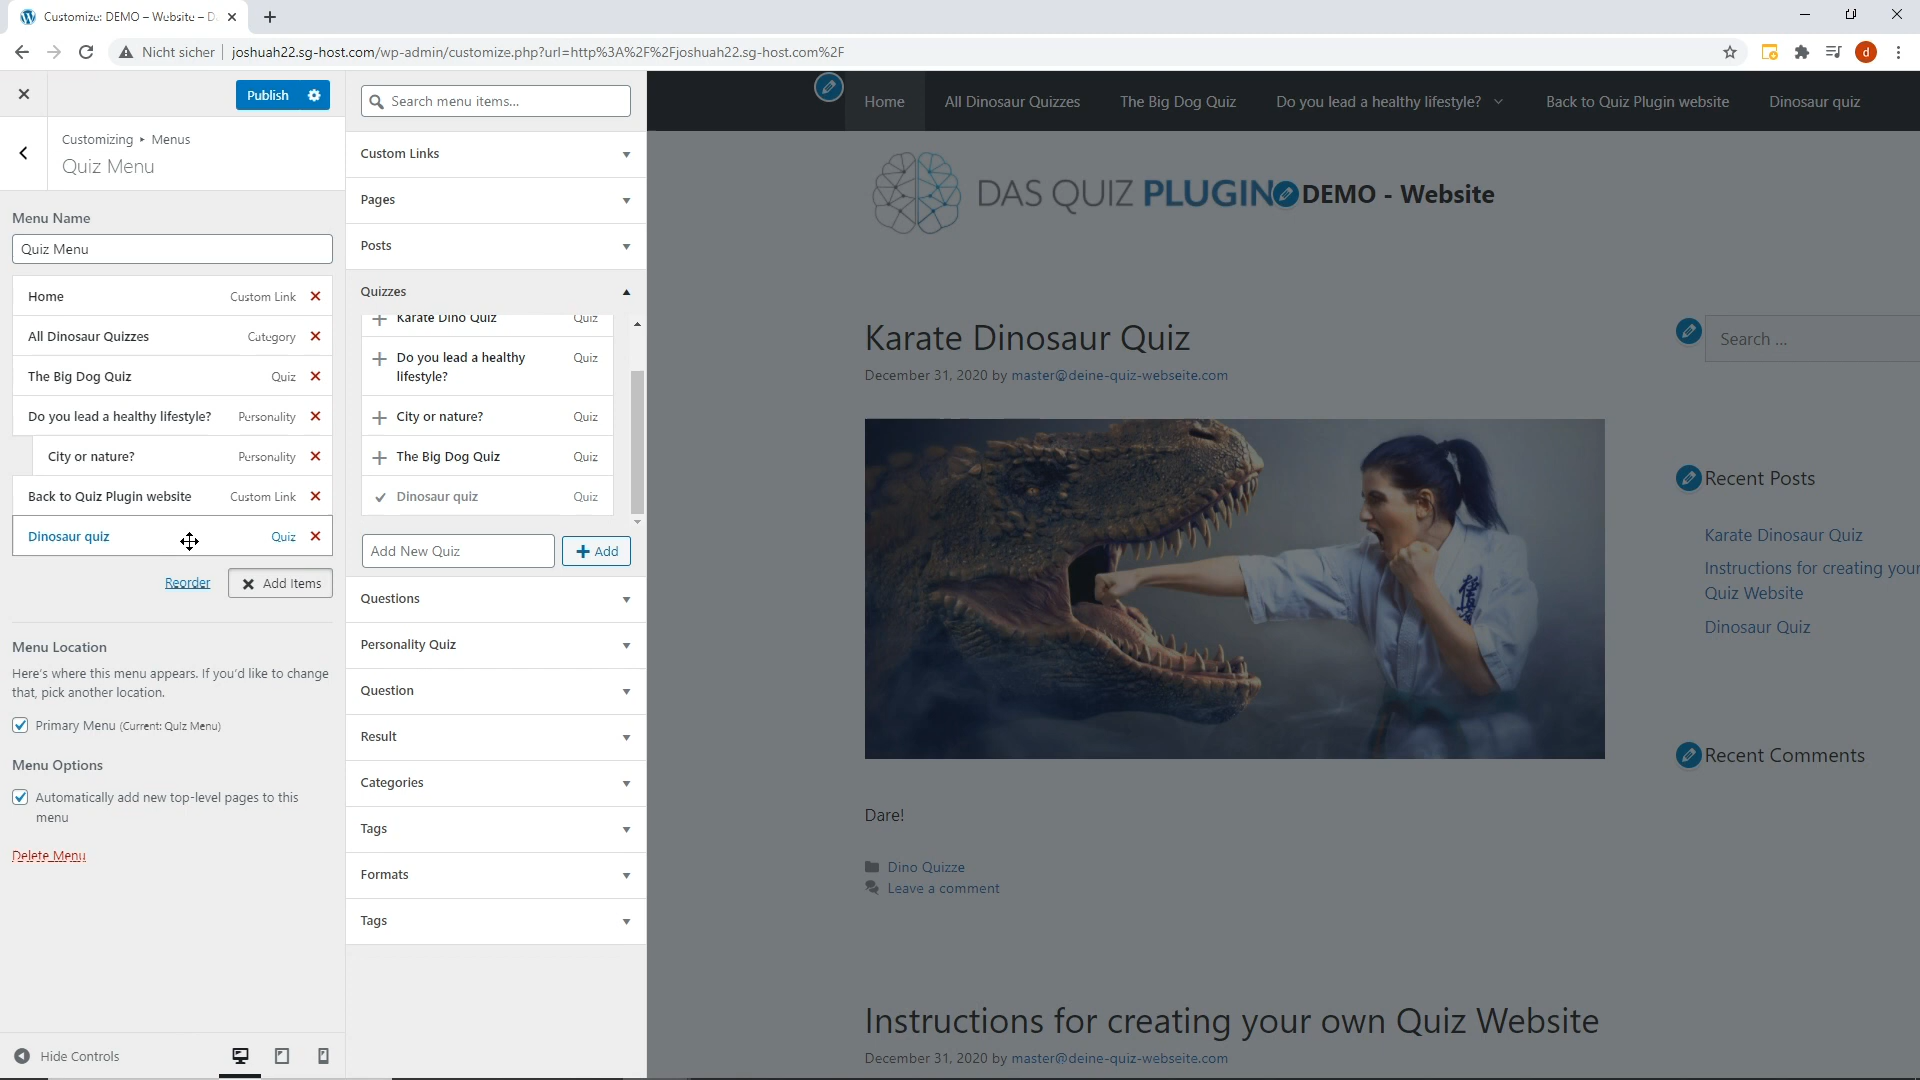 Customize: DEMO – Website – D
Nicht sicher
joshuah22.sg-host.com/wp-admin/customize.php?url=http%3A%2F%2Fjoshuah22.sg-host.com%2F
d
Publish
Customizing ▸ Menus
Quiz Menu
Menu Name
Quiz Menu
Home Custom Link
All Dinosaur Quizzes Category
The Big Dog Quiz Quiz
Do you lead a healthy lifestyle? Personality
City or nature? Personality
Back to Quiz Plugin website Custom Link
Dinosaur quiz Quiz
Reorder
Add Items
Menu Location
Here's where this menu appears. If you'd like to change
that, pick another location.
Primary Menu (Current: Quiz Menu)
Menu Options
Automatically add new top-level pages to this
menu
Delete Menu
Hide Controls
Search menu items...
Custom Links
Pages
Posts
Quizzes
Karate Dino Quiz Quiz
Do you lead a healthy Quiz
lifestyle?
City or nature? Quiz
The Big Dog Quiz Quiz
Dinosaur quiz Quiz
Add New Quiz
Add
Questions
Personality Quiz
Question
Result
Categories
Tags
Formats
Tags
Home All Dinosaur Quizzes The Big Dog Quiz Do you lead a healthy lifestyle? Back to Quiz Plugin website Dinosaur quiz
DAS QUIZ PLUGIN
DEMO - Website
Karate Dinosaur Quiz
December 31, 2020 by master@deine-quiz-webseite.com
Dare!
Dino Quizze
Leave a comment
Instructions for creating your own Quiz Website
December 31, 2020 by master@deine-quiz-webseite.com
Search ...
Recent Posts
Karate Dinosaur Quiz
Instructions for creating your
Quiz Website
Dinosaur Quiz
Recent Comments